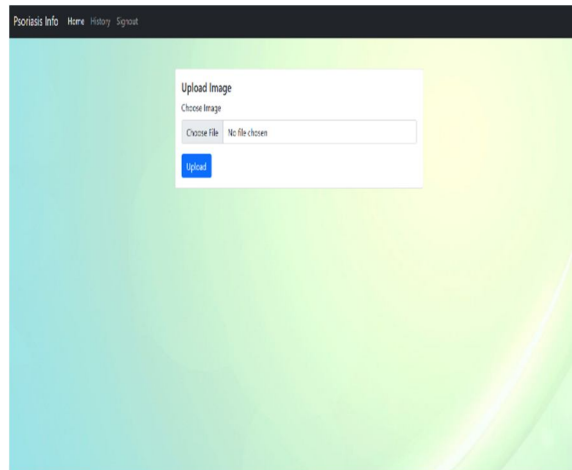 Psoriasis Info Home History Signout
Upload Image
Choose Image
Choose File No file chosen
Upload